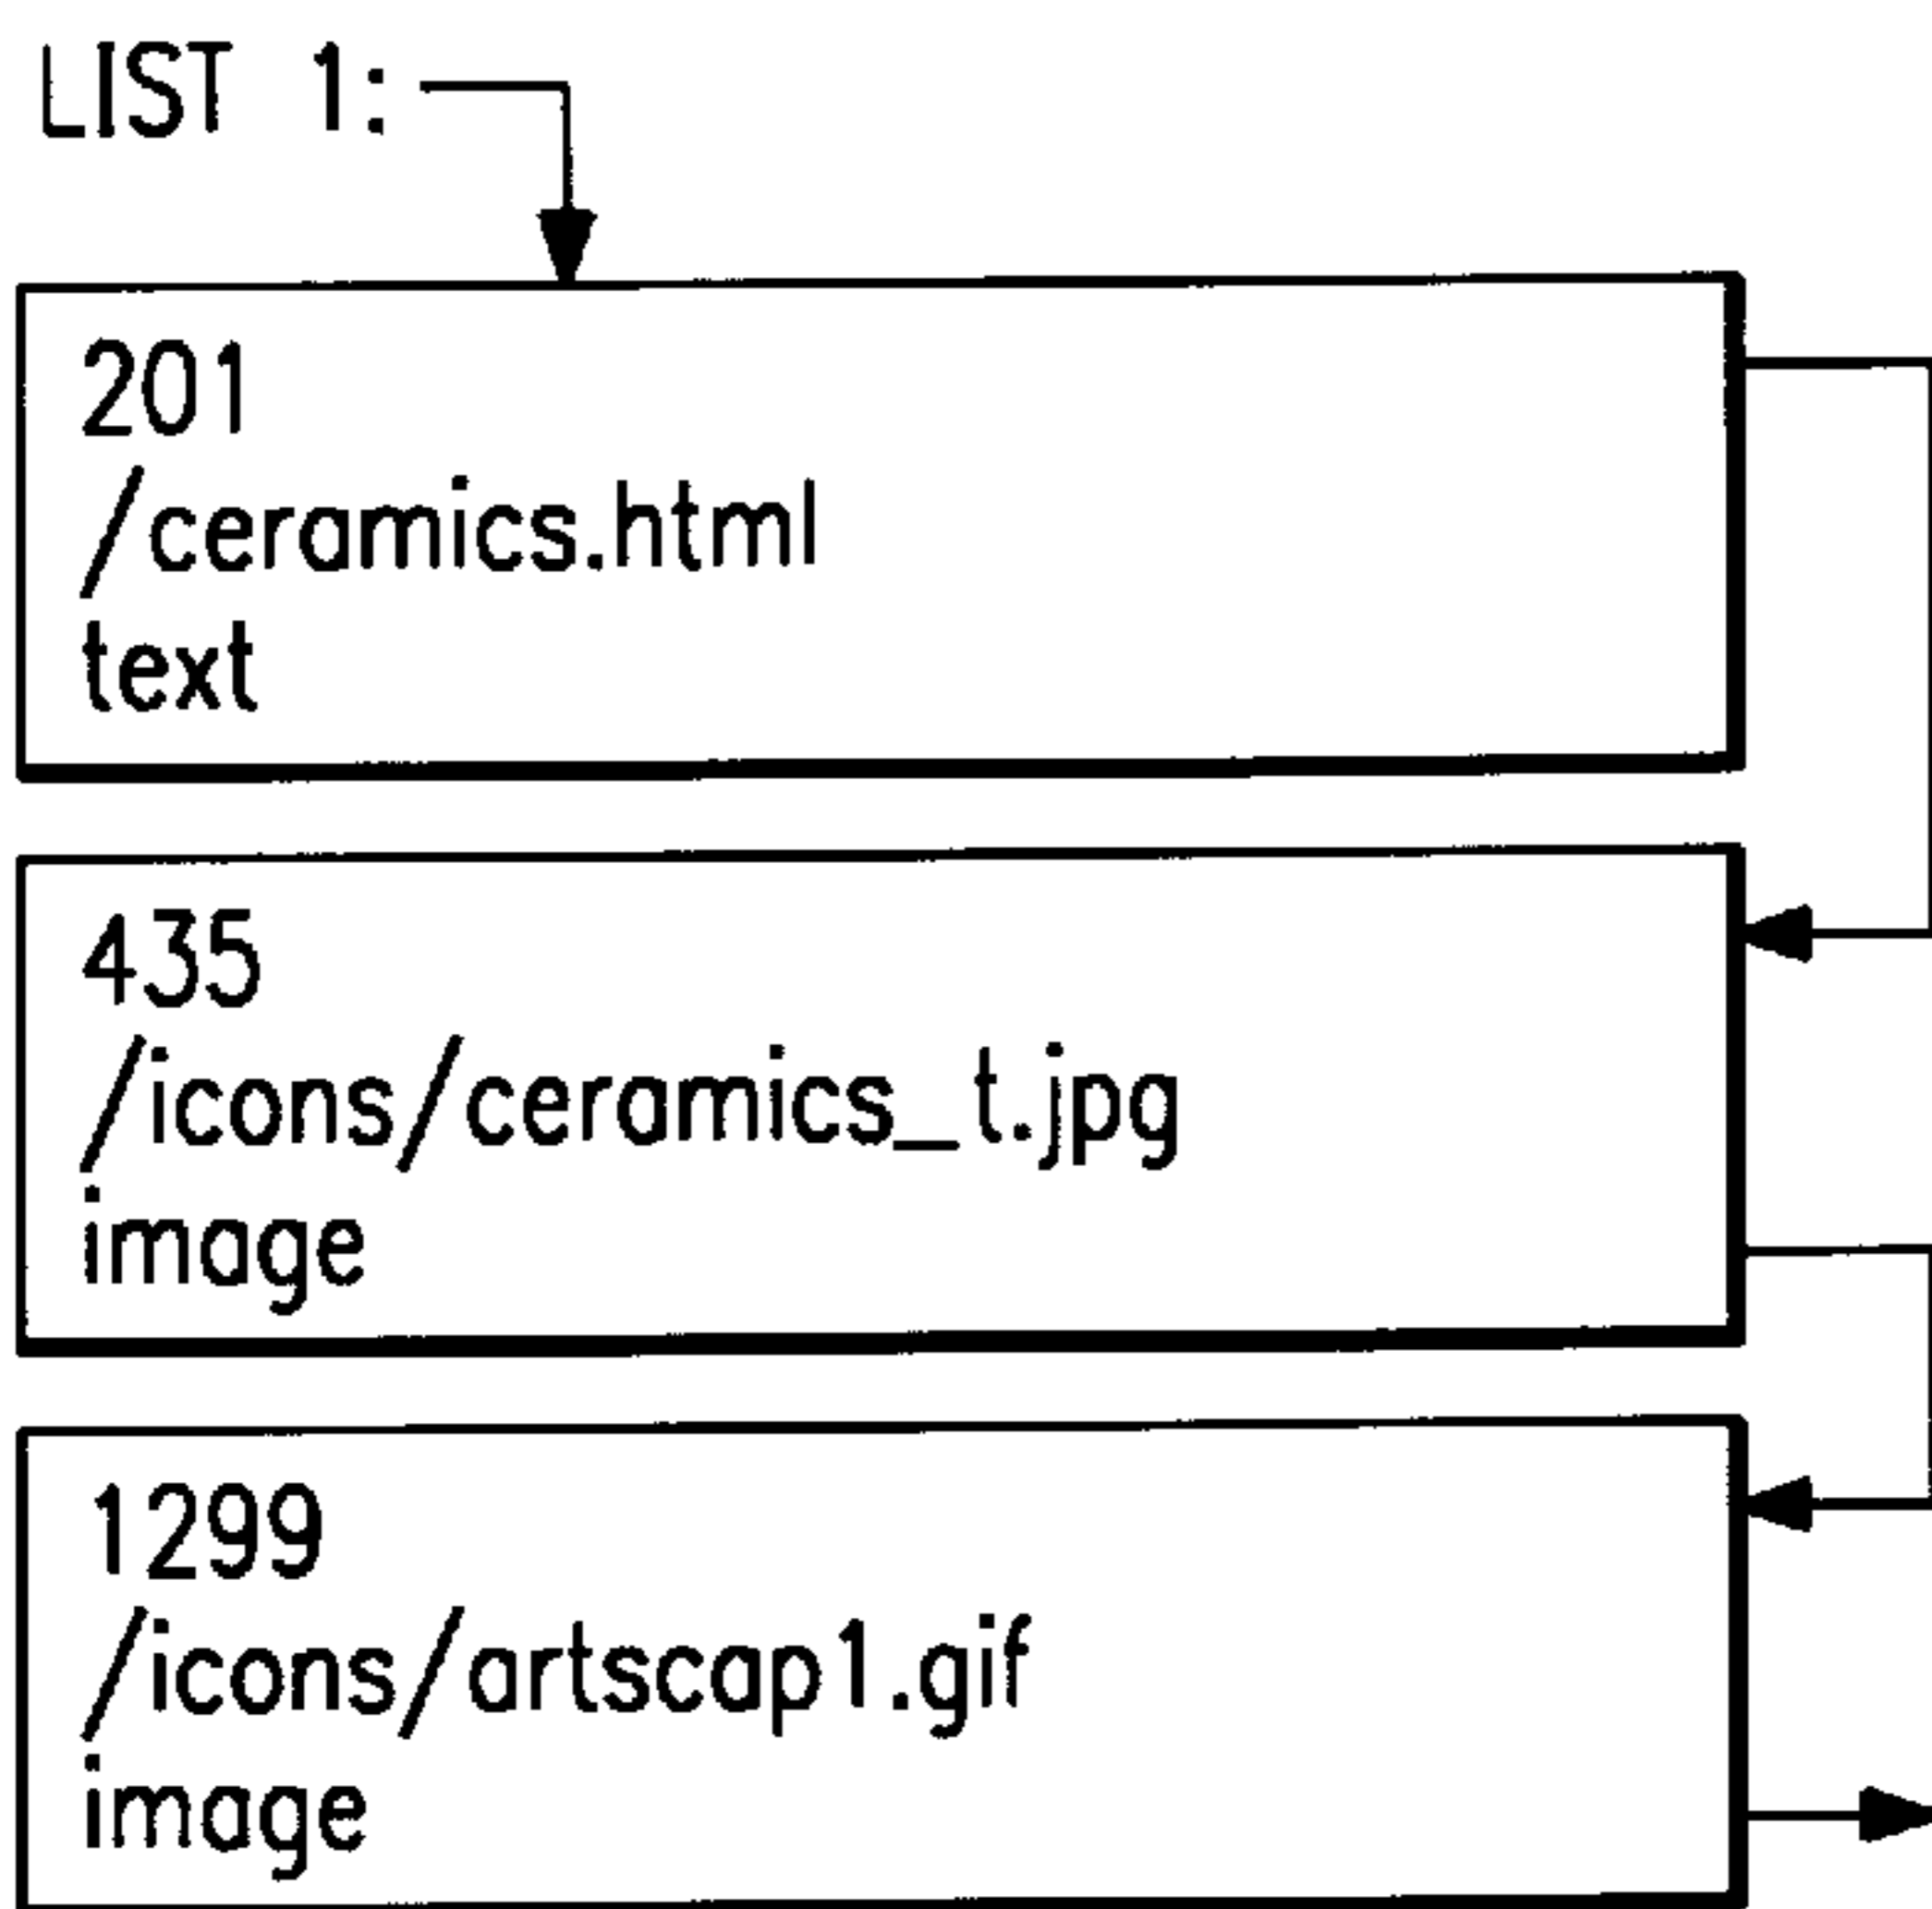 LIST 1:
201
/ceramics.html
text
435
/icons/ceramics_t.jpg
image
1299
/icons/artscap1.gif
image